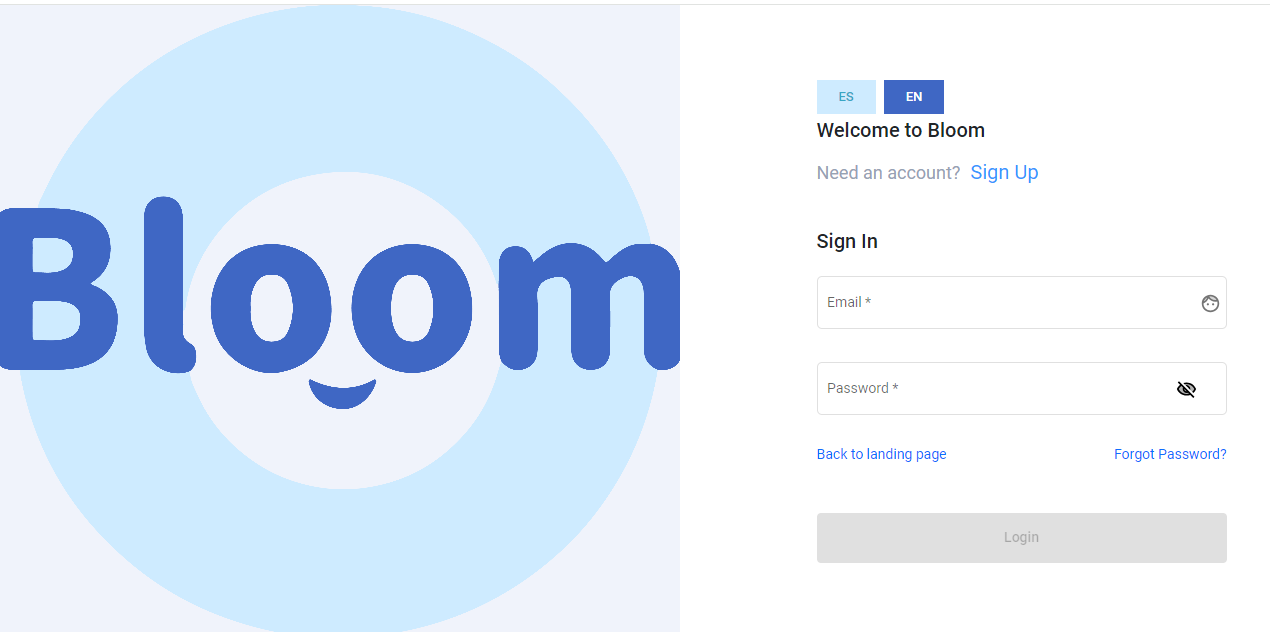 Bloom
ES EN
Welcome to Bloom
Need an account? Sign Up
Sign In
Email *
Password *
Back to landing page Forgot Password?
Login